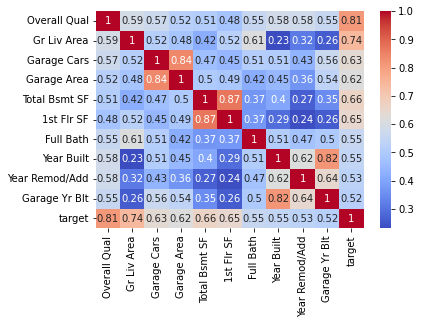 Overall Qual 1 0.59 0.57 0.52 0.51 0.48 0.55 0.58 0.58 0.55 0.81
Gr Liv Area 0.59 1 0.52 0.48 0.42 0.52 0.61 0.23 0.32 0.26 0.74
Garage Cars 0.57 0.52 1 0.84 0.47 0.45 0.51 0.51 0.43 0.56 0.63
Garage Area 0.52 0.48 0.84 1 0.5 0.49 0.42 0.45 0.36 0.54 0.62
Total Bsmt SF 0.51 0.42 0.47 0.5 1 0.87 0.37 0.4 0.27 0.35 0.66
1st Flr SF 0.48 0.52 0.45 0.49 0.87 1 0.37 0.29 0.24 0.26 0.65
Full Bath 0.55 0.61 0.51 0.42 0.37 0.37 1 0.51 0.47 0.5 0.55
Year Built 0.58 0.23 0.51 0.45 0.4 0.29 0.51 1 0.62 0.82 0.55
Year Remod/Add 0.58 0.32 0.43 0.36 0.27 0.24 0.47 0.62 1 0.64 0.53
Garage Yr Blt 0.55 0.26 0.56 0.54 0.35 0.26 0.5 0.82 0.64 1 0.52
target 0.81 0.74 0.63 0.62 0.66 0.65 0.55 0.55 0.53 0.52 1
Overall Qual
Gr Liv Area
Garage Cars
Garage Area
Total Bsmt SF
1st Flr SF
Full Bath
Year Built
Year Remod/Add
Garage Yr Blt
target
1.0
0.9
0.8
0.7
0.6
0.5
0.4
0.3